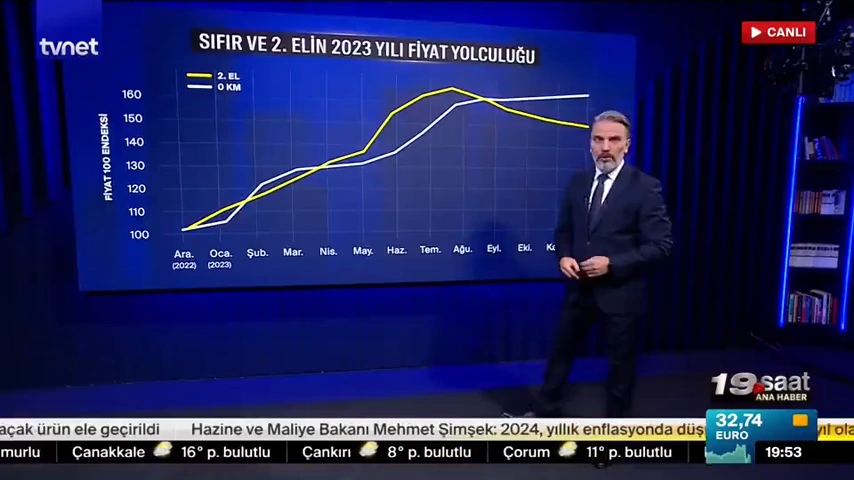 tvnet
SIFIR VE 2. ELİN 2023 YILI FİYAT YOLCULUĞU
CANLI
2. EL
0 KM
FİYAT 100 ENDEKSİ
160
150
140
130
120
110
100
Ara.
(2022)
Oca.
(2023)
Şub.
Mar.
Nis.
May.
Haz.
Tem.
Ağu.
Eyl.
Eki.
19.saat
ANA HABER
açak ürün ele geçirildi Hazine ve Maliye Bakanı Mehmet Şimşek: 2024, yıllık enflasyonda düş
32,74
EURO
Çanakkale 16° p. bulutlu Çankırı 8° p. bulutlu Çorum 11° p. bulutlu
19:53